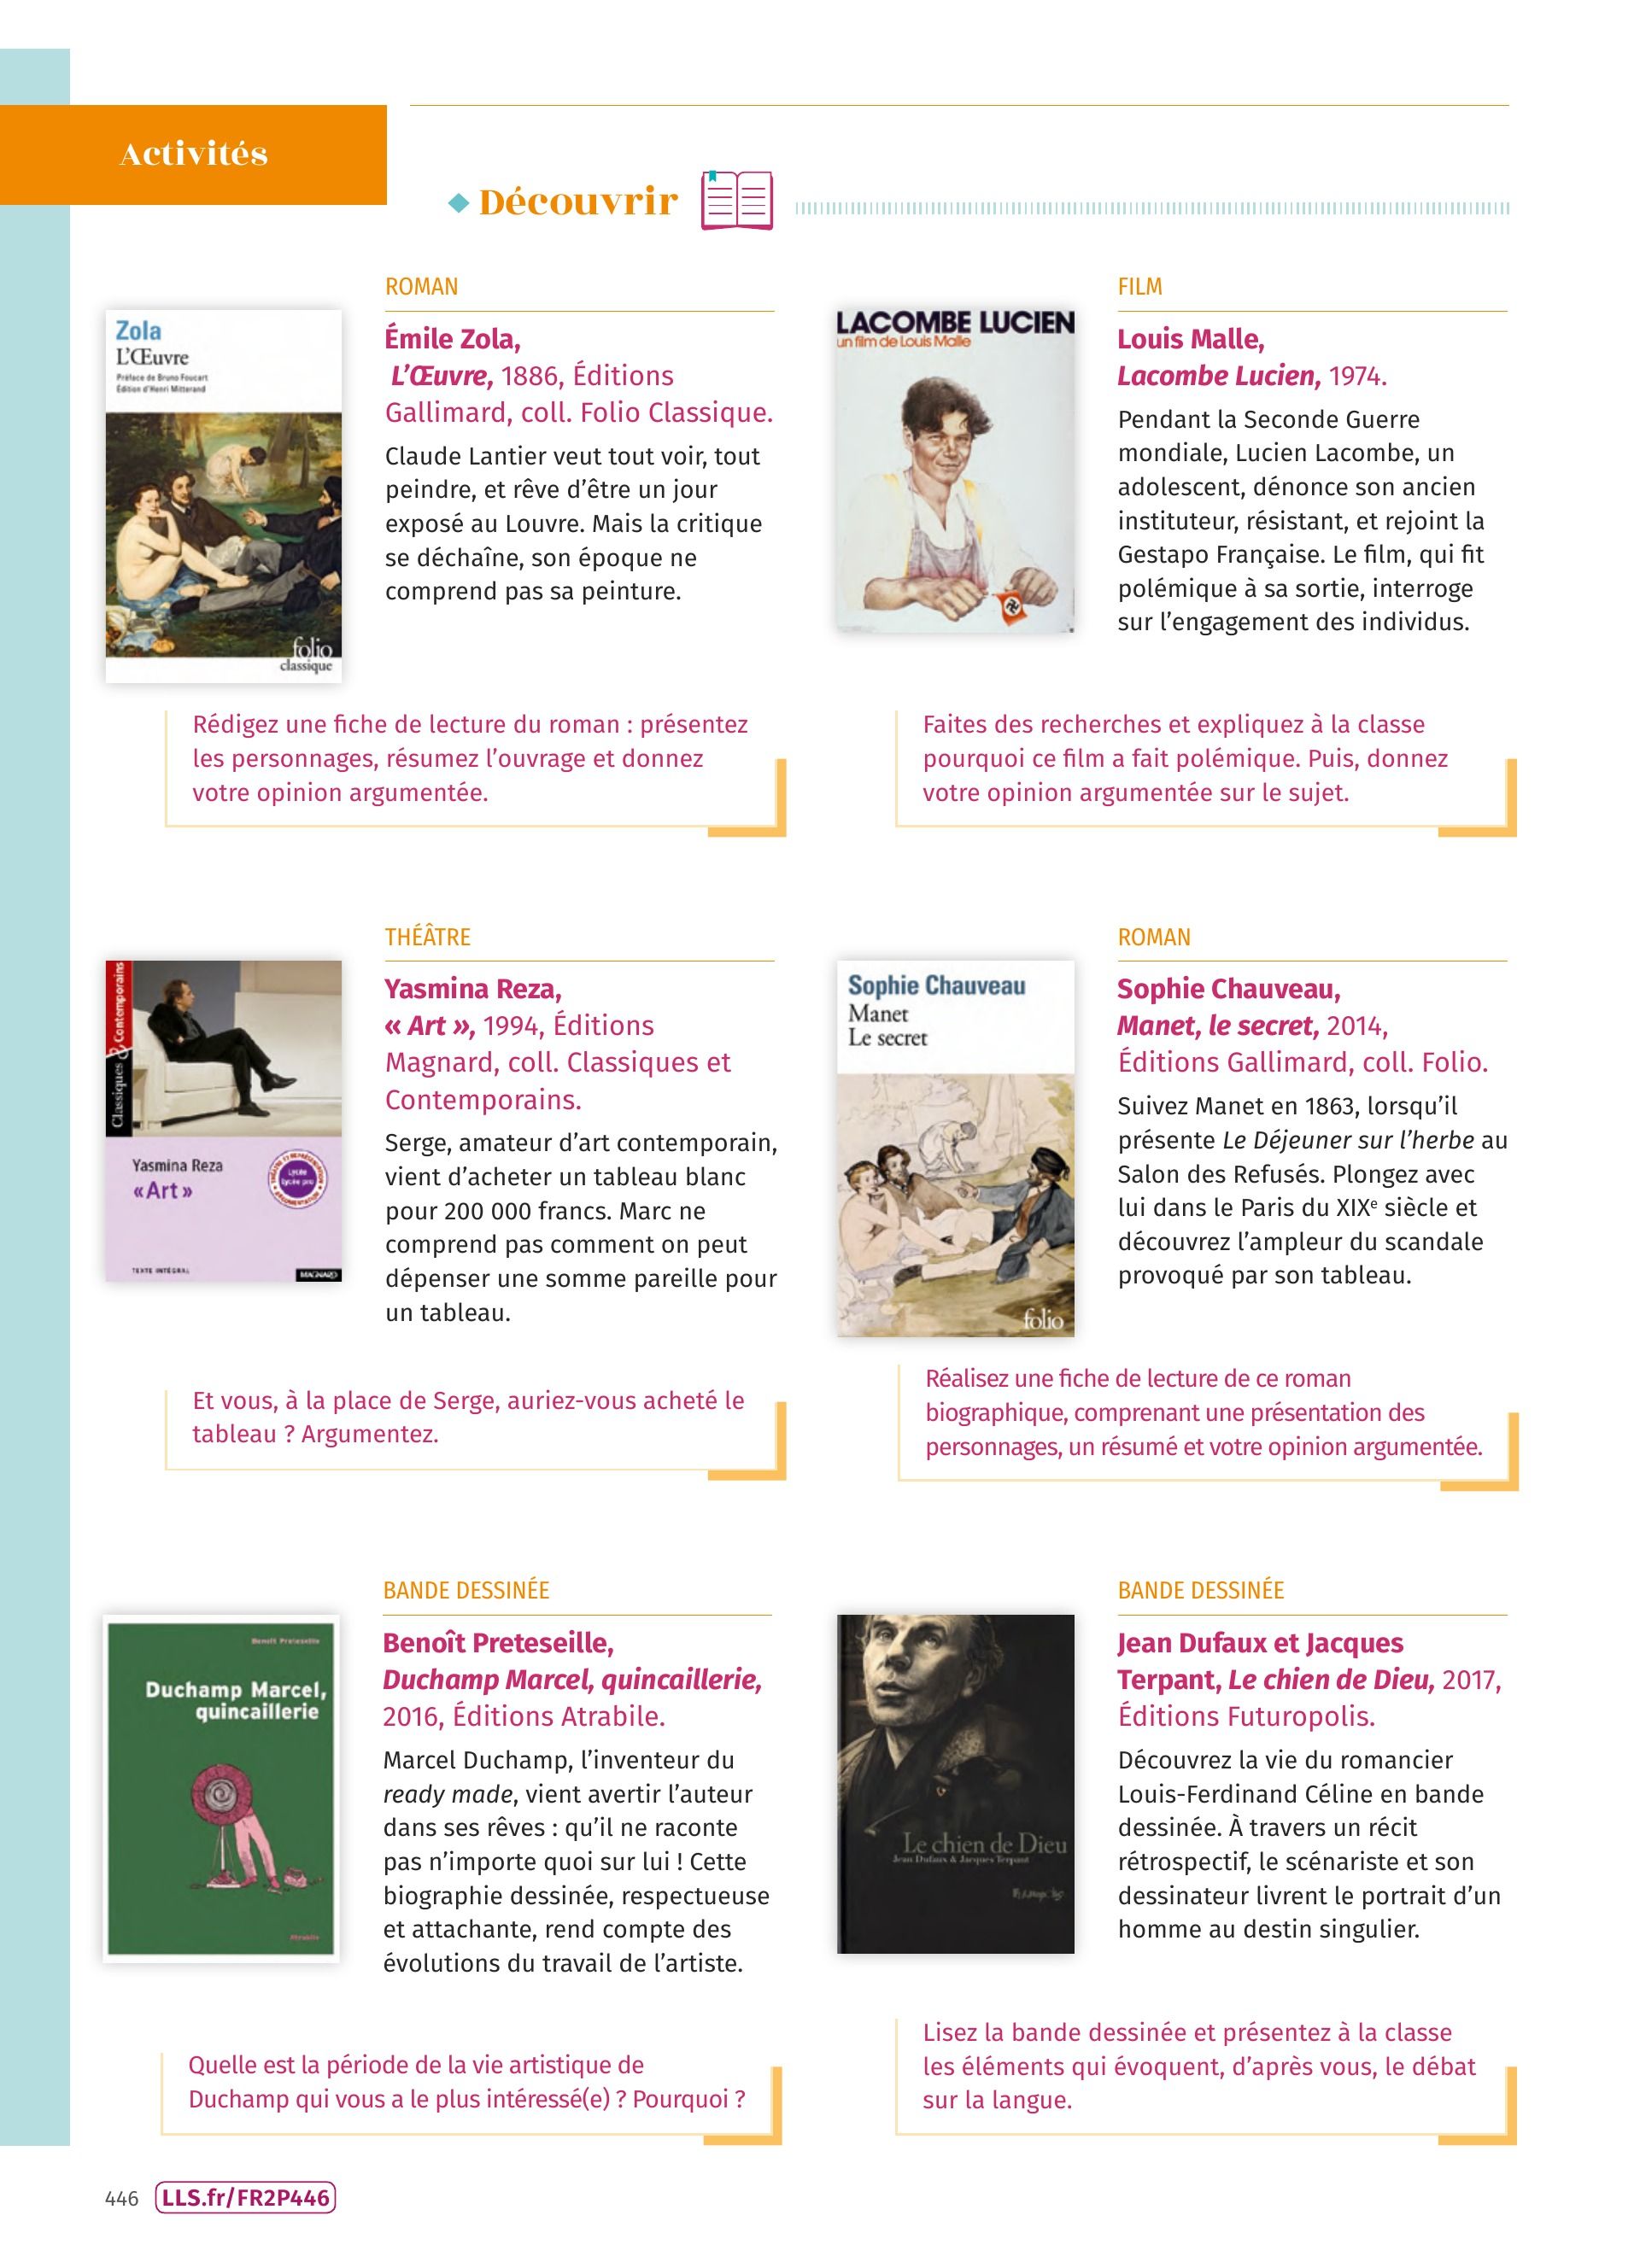 Activités
Découvrir
ROMAN
Zola
L'Œuvre
Préface de Bruno Foucart
Édition d'Henri Mitterand
folio
classique
Émile Zola,
L'Œuvre, 1886, Éditions
Gallimard, coll. Folio Classique.
Claude Lantier veut tout voir, tout
peindre, et rêve d'être un jour
exposé au Louvre. Mais la critique
se déchaîne, son époque ne
comprend pas sa peinture.
Rédigez une fiche de lecture du roman : présentez
les personnages, résumez l'ouvrage et donnez
votre opinion argumentée.
FILM
LACOMBE LUCIEN
un film de Louis Malle
Louis Malle,
Lacombe Lucien, 1974.
Pendant la Seconde Guerre
mondiale, Lucien Lacombe, un
adolescent, dénonce son ancien
instituteur, résistant, et rejoint la
Gestapo Française. Le film, qui fit
polémique à sa sortie, interroge
sur l'engagement des individus.
Faites des recherches et expliquez à la classe
pourquoi ce film a fait polémique. Puis, donnez
votre opinion argumentée sur le sujet.
THÉÂTRE
Classiques & Contemporains
Yasmina Reza
« Art »
Lycée
Lycée pro
TEXTE INTÉGRAL
MAGNARD
Yasmina Reza,
« Art », 1994, Éditions
Magnard, coll. Classiques et
Contemporains.
Serge, amateur d'art contemporain,
vient d'acheter un tableau blanc
pour 200 000 francs. Marc ne
comprend pas comment on peut
dépenser une somme pareille pour
un tableau.
Et vous, à la place de Serge, auriez-vous acheté le
tableau ? Argumentez.
ROMAN
Sophie Chauveau
Manet
Le secret
folio
Sophie Chauveau,
Manet, le secret, 2014,
Éditions Gallimard, coll. Folio.
Suivez Manet en 1863, lorsqu'il
présente Le Déjeuner sur l'herbe au
Salon des Refusés. Plongez avec
lui dans le Paris du XIXe siècle et
découvrez l'ampleur du scandale
provoqué par son tableau.
Réalisez une fiche de lecture de ce roman
biographique, comprenant une présentation des
personnages, un résumé et votre opinion argumentée.
BANDE DESSINÉE
Benoît Preteseille
Duchamp Marcel,
quincaillerie
Atrabile
Benoît Preteseille,
Duchamp Marcel, quincaillerie,
2016, Éditions Atrabile.
Marcel Duchamp, l'inventeur du
ready made, vient avertir l'auteur
dans ses rêves : qu'il ne raconte
pas n'importe quoi sur lui ! Cette
biographie dessinée, respectueuse
et attachante, rend compte des
évolutions du travail de l'artiste.
Quelle est la période de la vie artistique de
Duchamp qui vous a le plus intéressé(e) ? Pourquoi ?
BANDE DESSINÉE
Le chien de Dieu
Jean Dufaux & Jacques Terpant
Jean Dufaux et Jacques
Terpant, Le chien de Dieu, 2017,
Éditions Futuropolis.
Découvrez la vie du romancier
Louis-Ferdinand Céline en bande
dessinée. À travers un récit
rétrospectif, le scénariste et son
dessinateur livrent le portrait d'un
homme au destin singulier.
Lisez la bande dessinée et présentez à la classe
les éléments qui évoquent, d'après vous, le débat
sur la langue.
446 LLS.fr/FR2P446